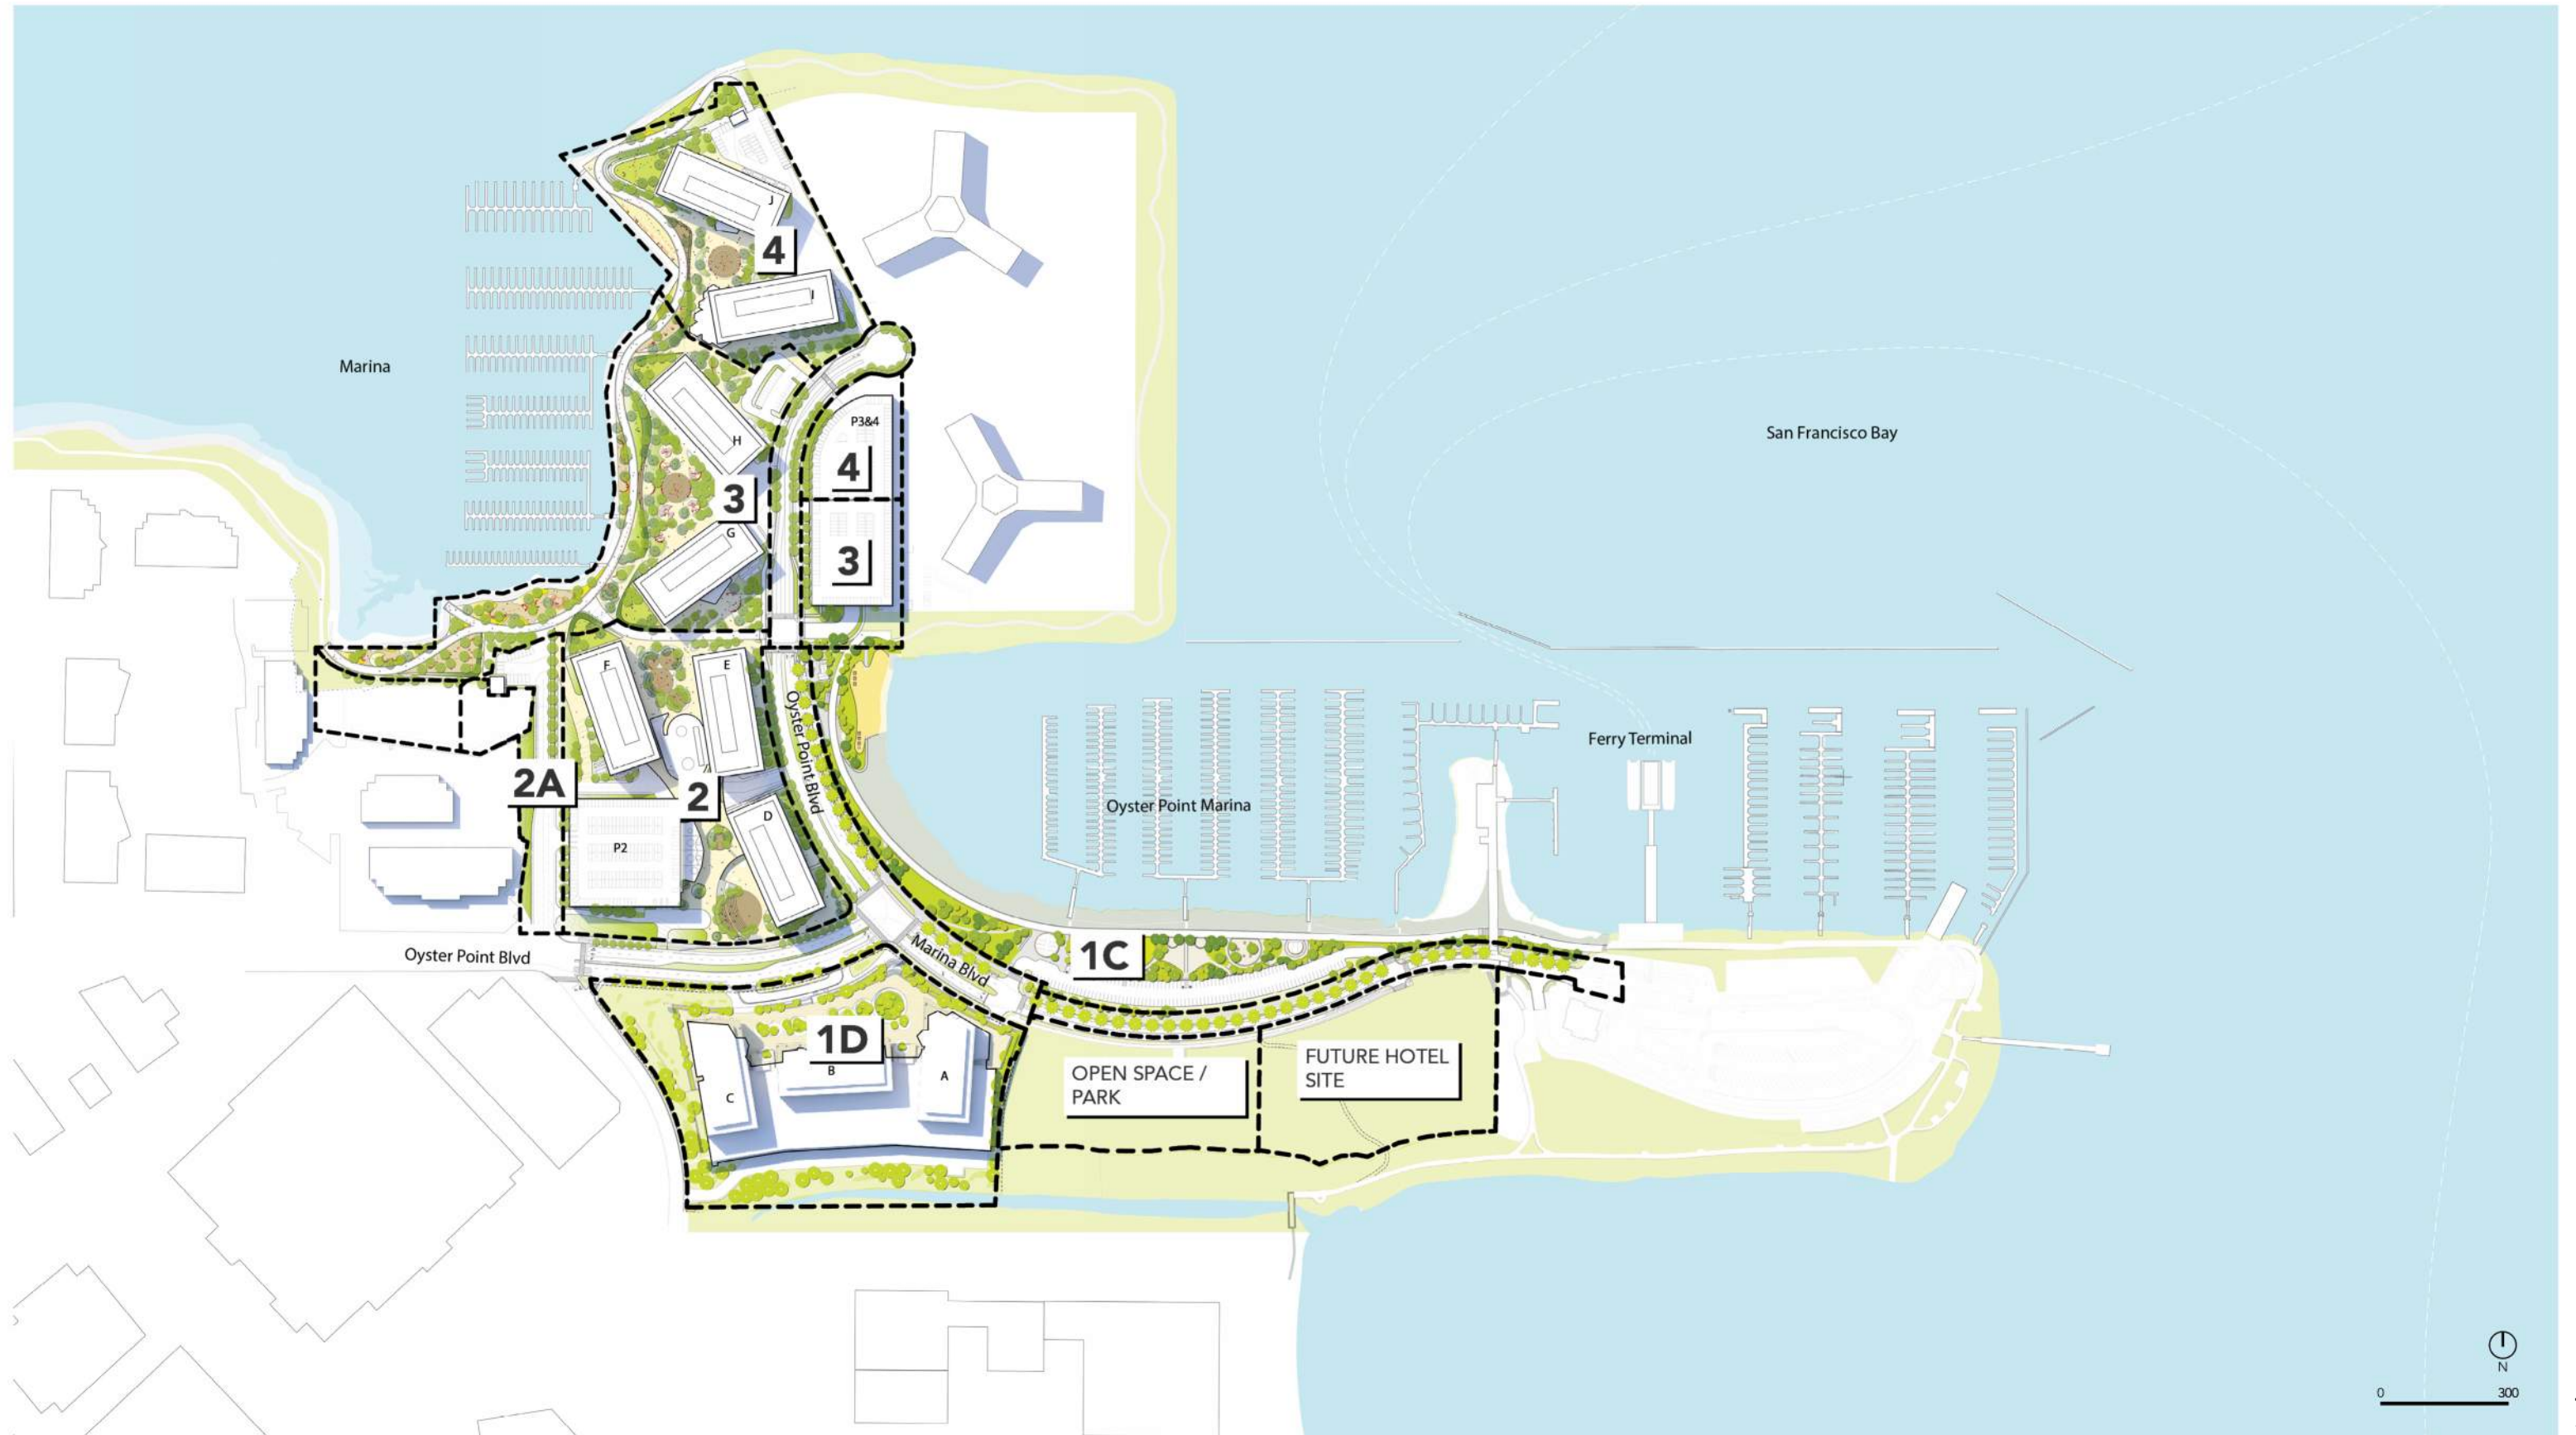 J
4
I
Marina
H
P3&4
4
3
San Francisco Bay
G
3
F
E
Oyster Point Blvd
Ferry Terminal
2A
2
D
Oyster Point Marina
P2
Oyster Point Blvd
Marina Blvd
1C
1D
B
A
C
OPEN SPACE /
PARK
FUTURE HOTEL
SITE
N
0
300